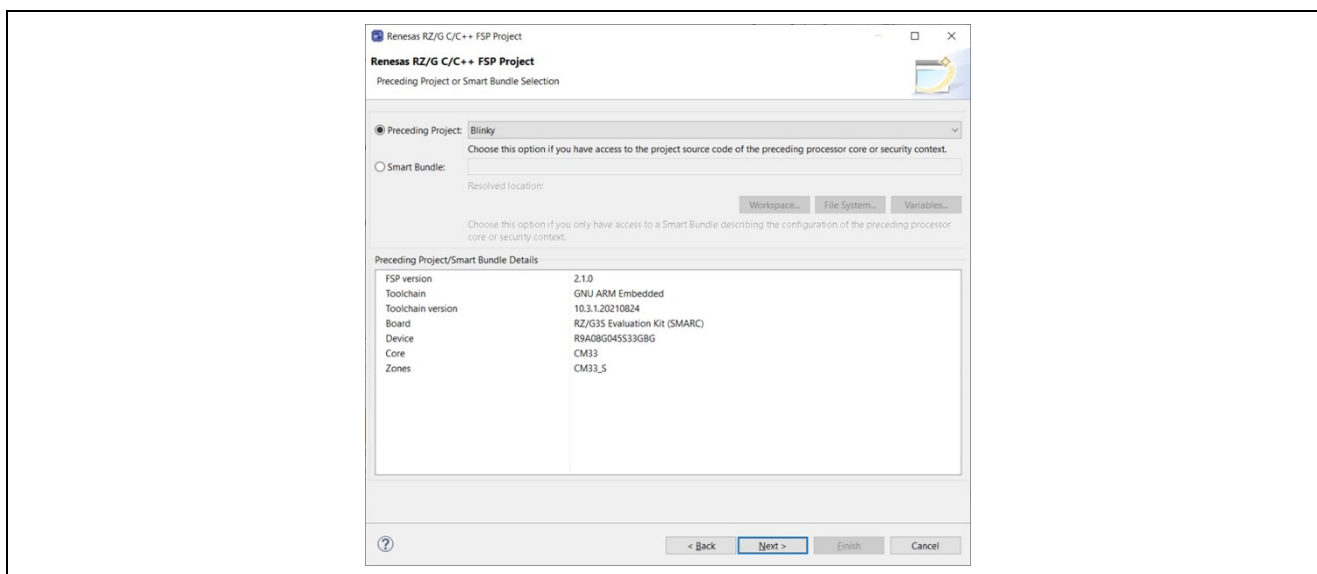 Renesas RZ/G C/C++ FSP Project
Renesas RZ/G C/C++ FSP Project
Preceding Project or Smart Bundle Selection
Preceding Project: Blinky
Choose this option if you have access to the project source code of the preceding processor core or security context.
Smart Bundle:
Resolved location:
Workspace... File System... Variables...
Choose this option if you only have access to a Smart Bundle describing the configuration of the preceding processor
core or security context.
Preceding Project/Smart Bundle Details
FSP version 2.1.0
Toolchain GNU ARM Embedded
Toolchain version 10.3.1.20210824
Board RZ/G3S Evaluation Kit (SMARC)
Device R9A08G045S33GBG
Core CM33
Zones CM33_S
? < Back Next > Finish Cancel